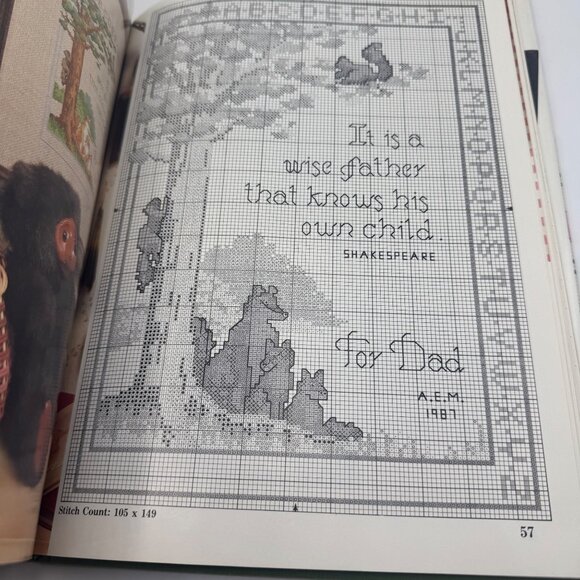 ABCDEFGHI
JKLMNOPQRSTUVWXYZ
It is a
wise father
that knows his
own child.
SHAKESPEARE
For Dad
A.E.M.
1987
Stitch Count: 105 x 149
57